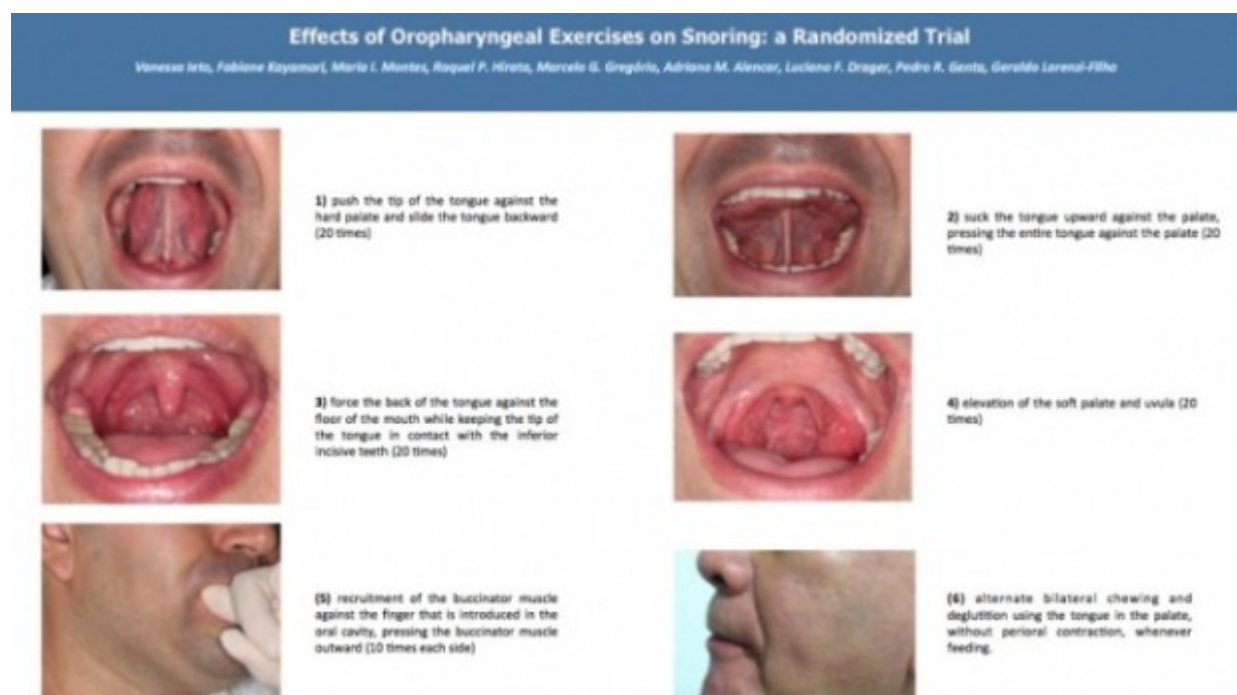 Effects of Oropharyngeal Exercises on Snoring: a Randomized Trial
Vanessa Ieto, Fabiane Kayamori, Maria I. Montes, Raquel P. Hirata, Marcelo G. Gregório, Adriano M. Alencar, Luciano F. Drager, Pedro R. Genta, Geraldo Lorenzi-Filho
1) push the tip of the tongue against the
hard palate and slide the tongue backward
(20 times)
2) suck the tongue upward against the palate,
pressing the entire tongue against the palate (20
times)
3) force the back of the tongue against the
floor of the mouth while keeping the tip of
the tongue in contact with the inferior
incisive teeth (20 times)
4) elevation of the soft palate and uvula (20
times)
(5) recruitment of the buccinator muscle
against the finger that is introduced in the
oral cavity, pressing the buccinator muscle
outward (10 times each side)
(6) alternate bilateral chewing and
deglutition using the tongue in the palate,
without perioral contraction, whenever
feeding.